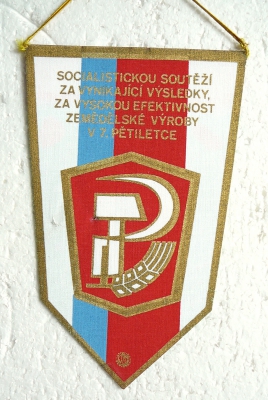 SOCIALISTICKOU SOUTĚŽÍ
ZA VYNIKAJÍCÍ VÝSLEDKY,
ZA VYSOKOU EFEKTIVNOST
ZEMĚDĚLSKÉ VÝROBY
V 7. PĚTILETCE